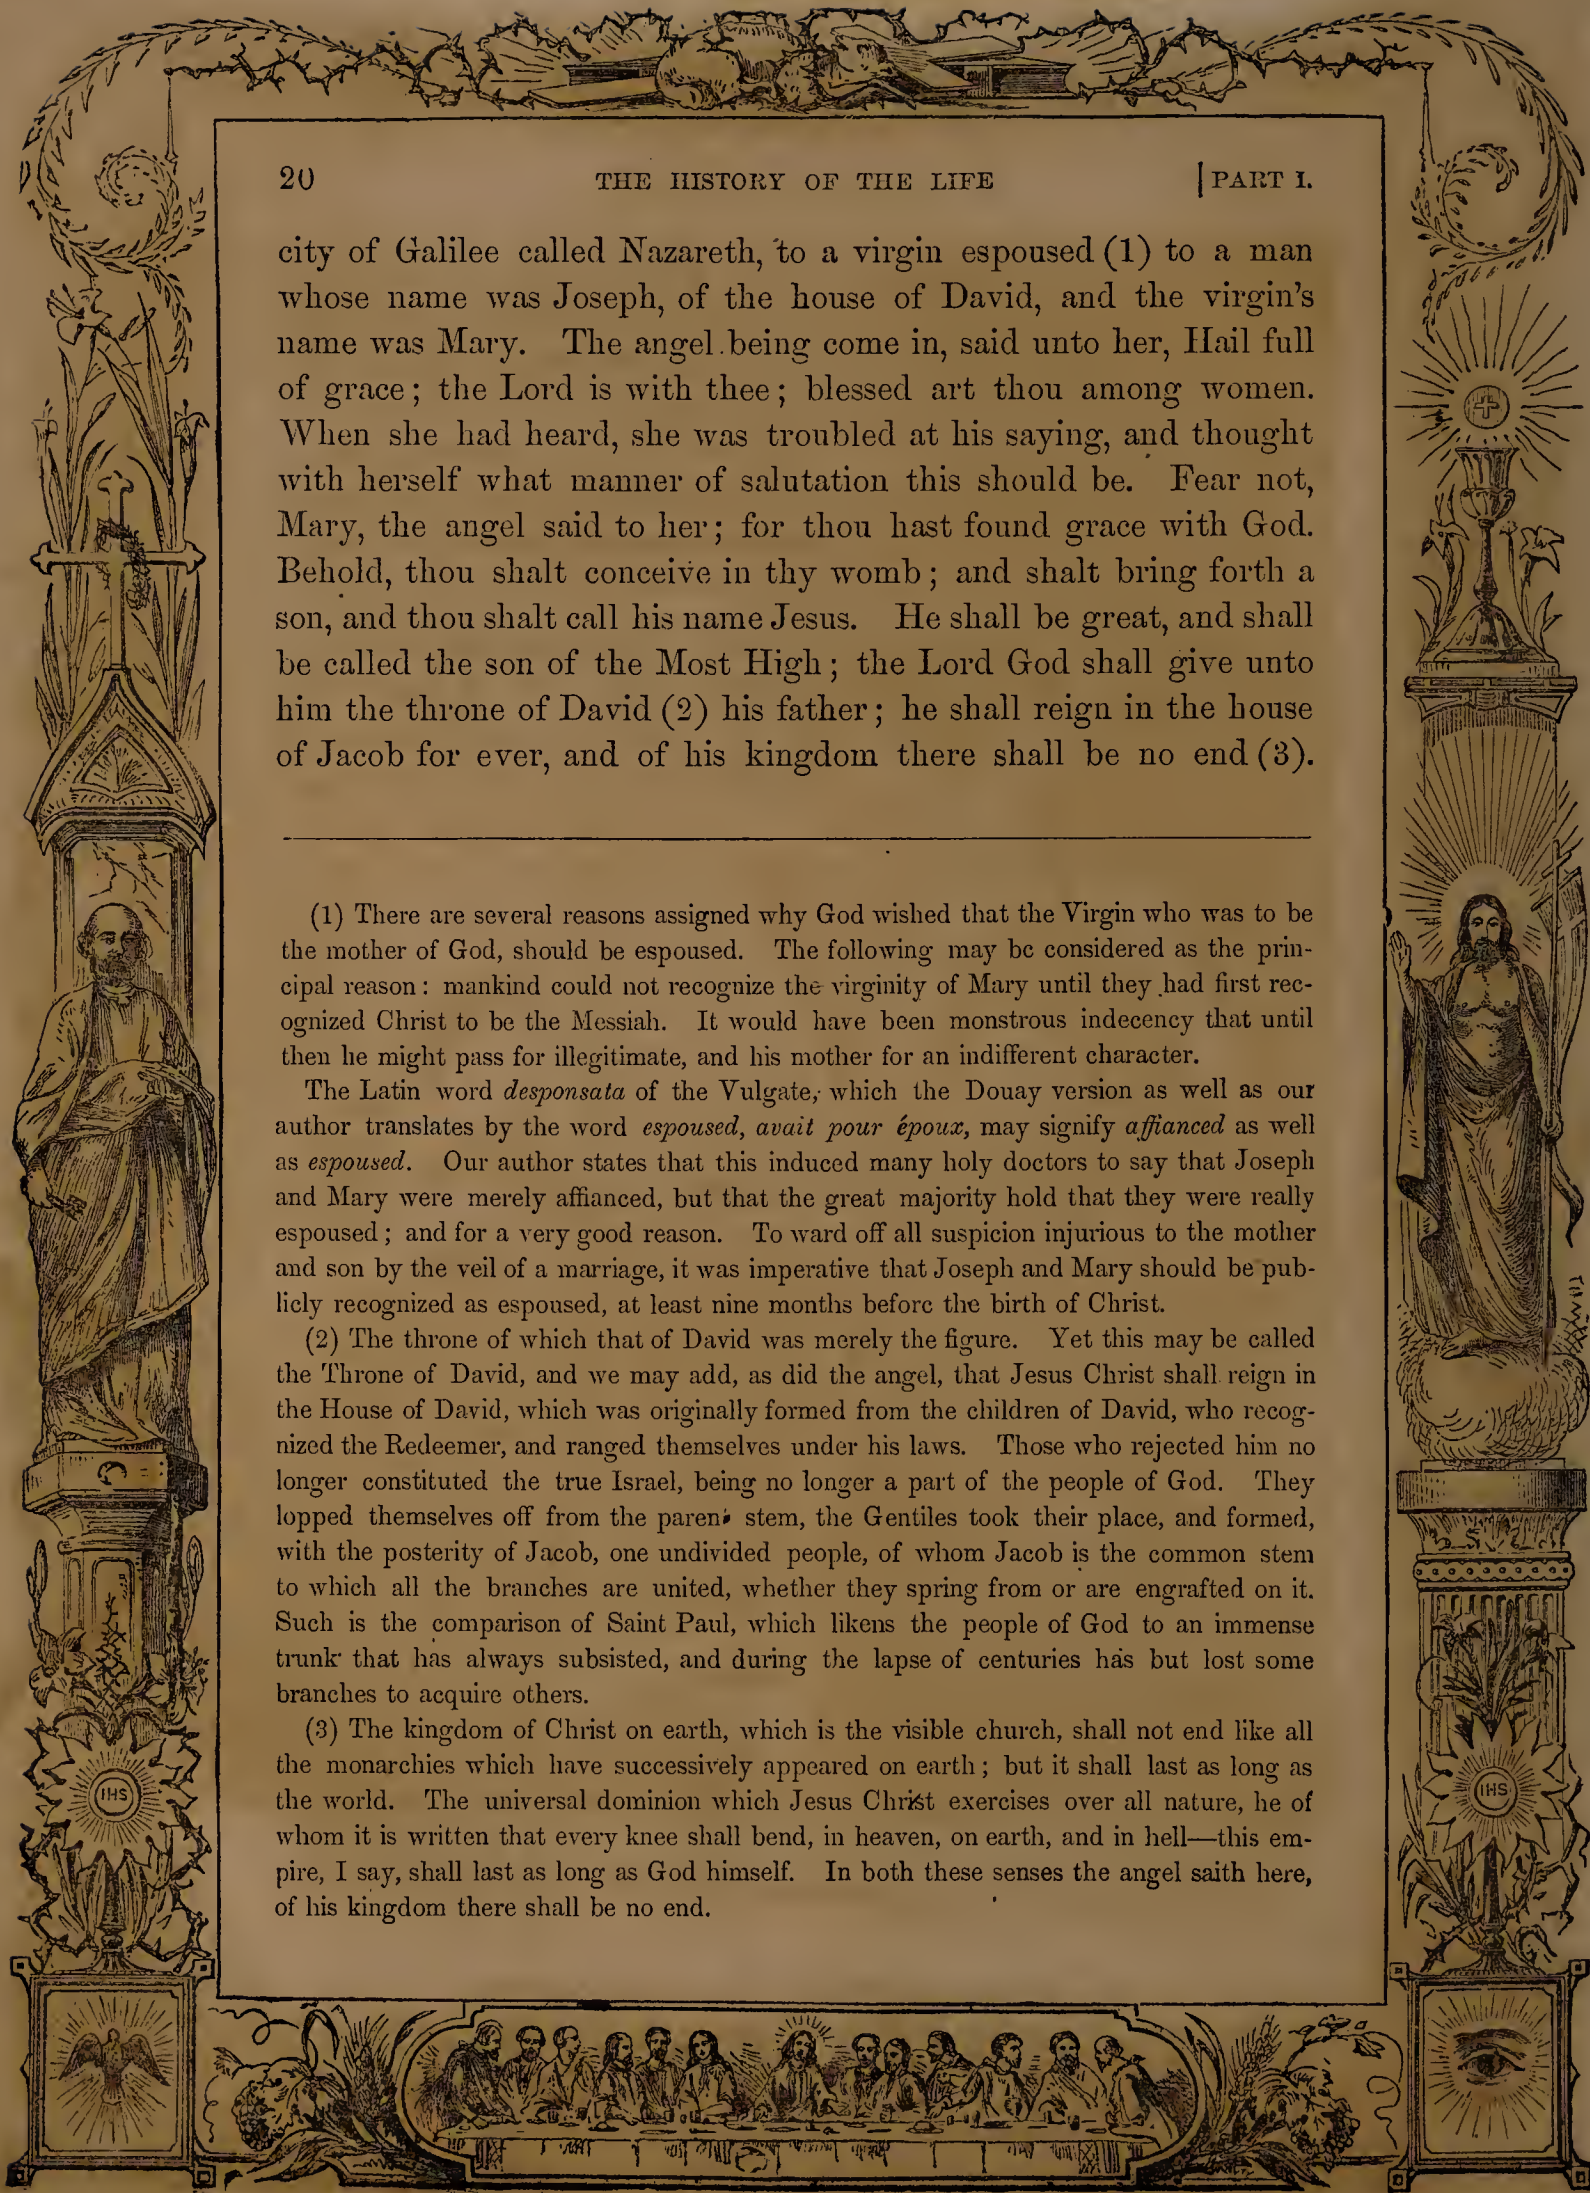 20 THE HISTORY OF THE LIFE | PART I.
city of Galilee called Nazareth, to a virgin espoused (1) to a man
whose name was Joseph, of the house of David, and the virgin's
name was Mary. The angel being come in, said unto her, Hail full
of grace; the Lord is with thee; blessed art thou among women.
When she had heard, she was troubled at his saying, and thought
with herself what manner of salutation this should be. Fear not,
Mary, the angel said to her; for thou hast found grace with God.
Behold, thou shalt conceive in thy womb; and shalt bring forth a
son, and thou shalt call his name Jesus. He shall be great, and shall
be called the son of the Most High; the Lord God shall give unto
him the throne of David (2) his father; he shall reign in the house
of Jacob for ever, and of his kingdom there shall be no end (3).
(1) There are several reasons assigned why God wished that the Virgin who was to be
the mother of God, should be espoused. The following may be considered as the prin-
cipal reason: mankind could not recognize the virginity of Mary until they had first rec-
ognized Christ to be the Messiah. It would have been monstrous indecency that until
then he might pass for illegitimate, and his mother for an indifferent character.
The Latin word desponsata of the Vulgate, which the Douay version as well as our
author translates by the word espoused, avait pour époux, may signify affianced as well
as espoused. Our author states that this induced many holy doctors to say that Joseph
and Mary were merely affianced, but that the great majority hold that they were really
espoused; and for a very good reason. To ward off all suspicion injurious to the mother
and son by the veil of a marriage, it was imperative that Joseph and Mary should be pub-
licly recognized as espoused, at least nine months before the birth of Christ.
(2) The throne of which that of David was merely the figure. Yet this may be called
the Throne of David, and we may add, as did the angel, that Jesus Christ shall reign in
the House of David, which was originally formed from the children of David, who recog-
nized the Redeemer, and ranged themselves under his laws. Those who rejected him no
longer constituted the true Israel, being no longer a part of the people of God. They
lopped themselves off from the parent stem, the Gentiles took their place, and formed,
with the posterity of Jacob, one undivided people, of whom Jacob is the common stem
to which all the branches are united, whether they spring from or are engrafted on it.
Such is the comparison of Saint Paul, which likens the people of God to an immense
trunk that has always subsisted, and during the lapse of centuries has but lost some
branches to acquire others.
(3) The kingdom of Christ on earth, which is the visible church, shall not end like all
the monarchies which have successively appeared on earth; but it shall last as long as
the world. The universal dominion which Jesus Christ exercises over all nature, he of
whom it is written that every knee shall bend, in heaven, on earth, and in hell—this em-
pire, I say, shall last as long as God himself. In both these senses the angel saith here,
of his kingdom there shall be no end.
IHS
IHS